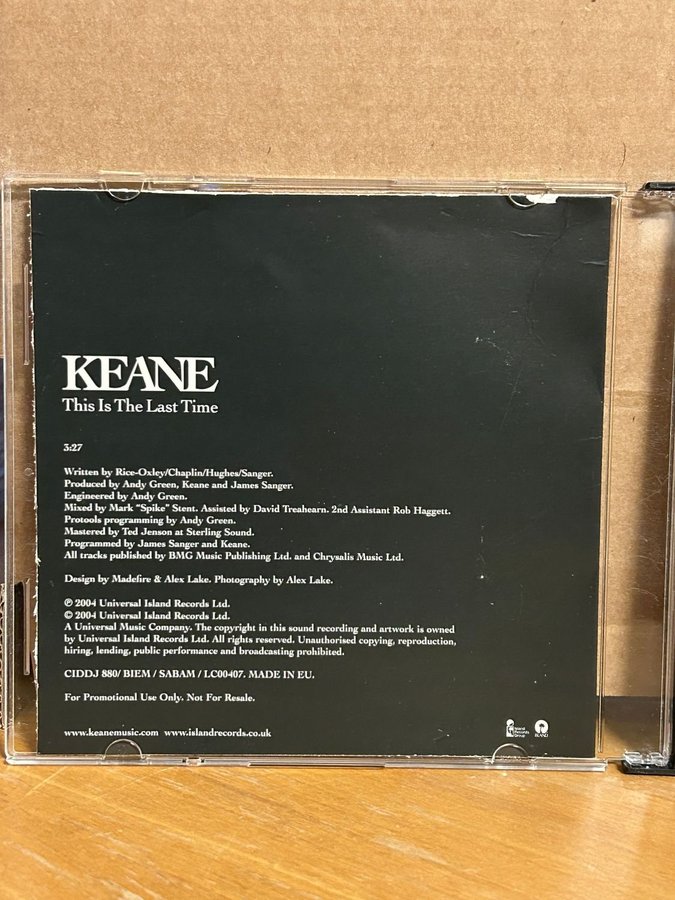 KEANE
This Is The Last Time
3:27
Written by Rice-Oxley/Chaplin/Hughes/Sanger.
Produced by Andy Green, Keane and James Sanger.
Engineered by Andy Green.
Mixed by Mark “Spike” Stent. Assisted by David Treahearn. 2nd Assistant Rob Haggett.
Protools programming by Andy Green.
Mastered by Ted Jenson at Sterling Sound.
Programmed by James Sanger and Keane.
All tracks published by BMG Music Publishing Ltd. and Chrysalis Music Ltd.
Design by Madefire & Alex Lake. Photography by Alex Lake.
℗ 2004 Universal Island Records Ltd.
© 2004 Universal Island Records Ltd.
A Universal Music Company. The copyright in this sound recording and artwork is owned
by Universal Island Records Ltd. All rights reserved. Unauthorised copying, reproduction,
hiring, lending, public performance and broadcasting prohibited.
CIDDJ 880/ BIEM / SABAM / LC00407. MADE IN EU.
For Promotional Use Only. Not For Resale.
www.keanemusic.com www.islandrecords.co.uk
Island
Records
Group
ISLAND